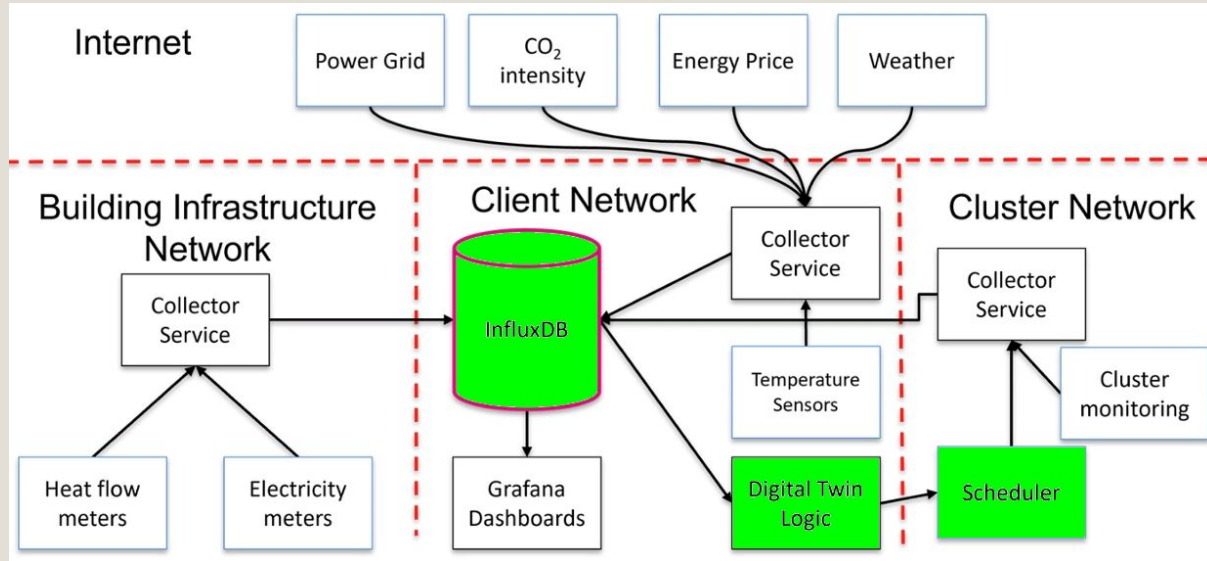 Internet
Power Grid
CO₂
intensity
Energy Price
Weather
Building Infrastructure
Network
Client Network
Cluster Network
Collector
Service
InfluxDB
Collector
Service
Collector
Service
Temperature
Sensors
Cluster
monitoring
Heat flow
meters
Electricity
meters
Grafana
Dashboards
Digital Twin
Logic
Scheduler